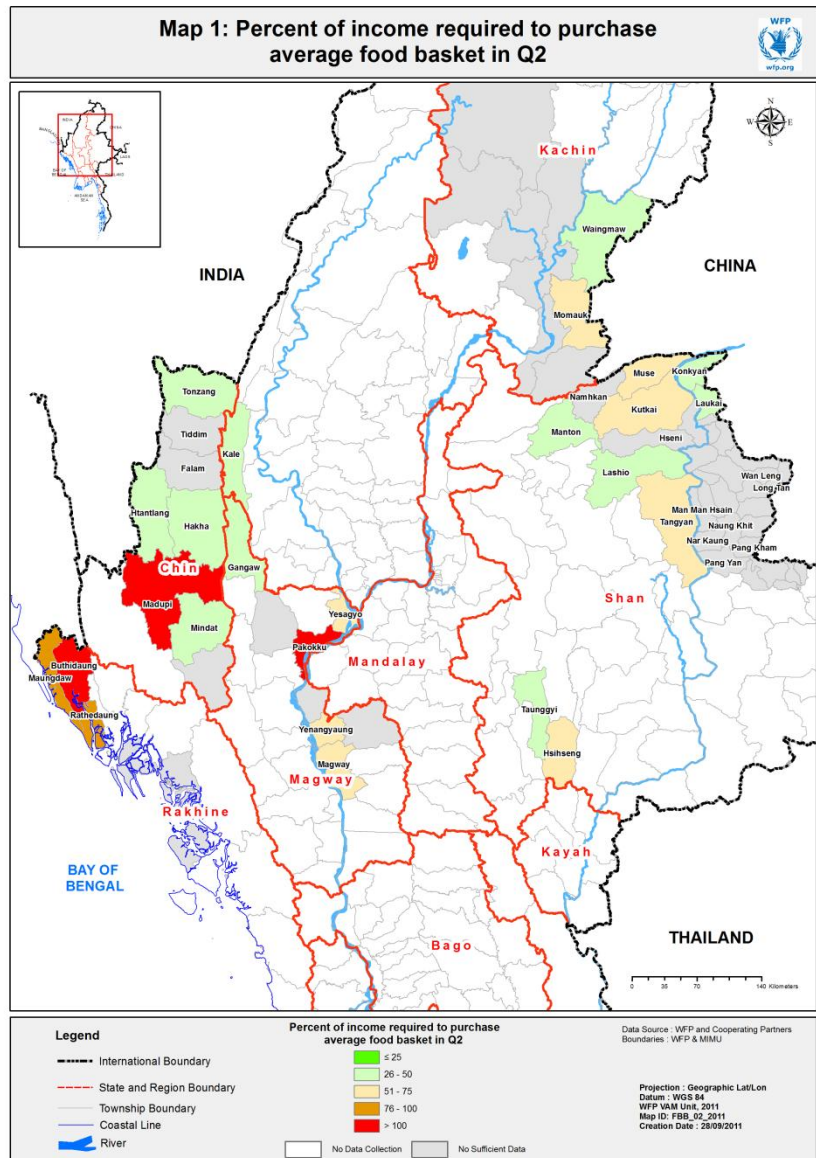 Map 1: Percent of income required to purchase
average food basket in Q2
WFP
wfp.org
N
W
E
S
Kachin
Waingmaw
INDIA
CHINA
Momauk
Muse
Konkyan
Tonzang
Namhkan
Kutkai
Laukai
Tiddim
Kale
Manton
Hseni
Falam
Lashio
Wan Leng
Long Tan
Htantlang
Hakha
Man Man Hsain
Tangyan
Naung Khit
Nar Kaung
Pang Kham
Chin
Gangaw
Pang Yan
Madupi
Mindat
Yesagyo
Shan
Pakokku
Mandalay
Buthidaung
Maungdaw
Rathedaung
Taunggyi
Yenangyaung
Hsihseng
Magway
Magway
Rakhine
Kayah
BAY OF
BENGAL
THAILAND
Bago
0 35 70 140 Kilometers
Legend
International Boundary
State and Region Boundary
Township Boundary
Coastal Line
River
Percent of income required to purchase
average food basket in Q2
≤ 25
26 - 50
51 - 75
76 - 100
> 100
No Data Collection
No Sufficient Data
Data Source : WFP and Cooperating Partners
Boundaries : WFP & MIMU
Projection : Geographic Lat/Lon
Datum : WGS 84
WFP VAM Unit, 2011
Map ID: FBB_02_2011
Creation Date : 28/09/2011